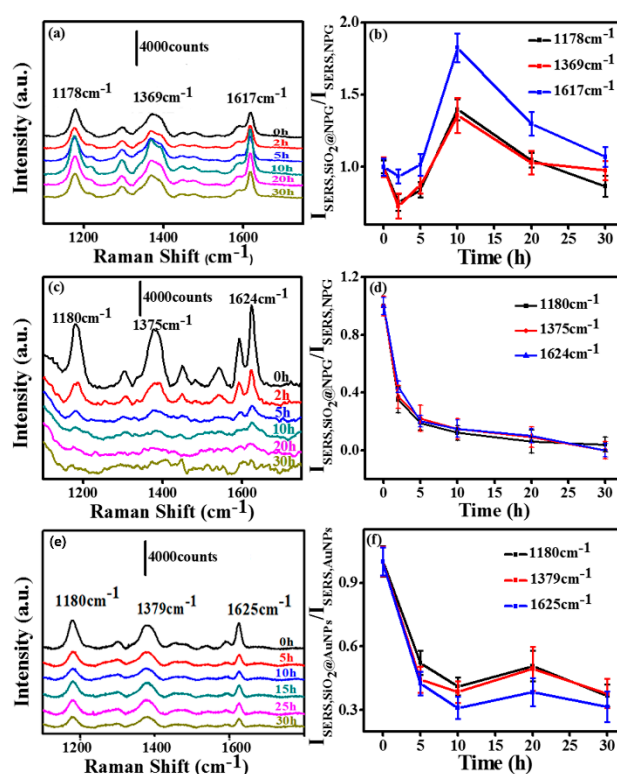 (a)
4000counts
1178cm-1
1369cm-1
1617cm-1
0h
2h
5h
10h
20h
30h
Intensity (a.u.)
1200 1400 1600
Raman Shift (cm-1)
(b)
1178cm-1
1369cm-1
1617cm-1
2.0
1.5
1.0
ISERS,SiO2@NPG/ISERS,NPG
0 5 10 15 20 25 30
Time (h)
(c)
4000counts
1180cm-1
1375cm-1
1624cm-1
0h
2h
5h
10h
20h
30h
Intensity (a.u.)
1200 1400 1600
Raman Shift (cm-1)
(d)
1180cm-1
1375cm-1
1624cm-1
1.2
0.8
0.4
0.0
ISERS,SiO2@NPG/ISERS,NPG
0 5 10 15 20 25 30
Time (h)
(e)
4000counts
1180cm-1
1379cm-1
1625cm-1
0h
5h
10h
15h
25h
30h
Intensity (a.u.)
1200 1400 1600 1800
Raman Shift (cm-1)
(f)
1180cm-1
1379cm-1
1625cm-1
0.9
0.6
0.3
ISERS,SiO2@AuNPs/ISERS,AuNPs
0 5 10 15 20 25 30
Time (h)